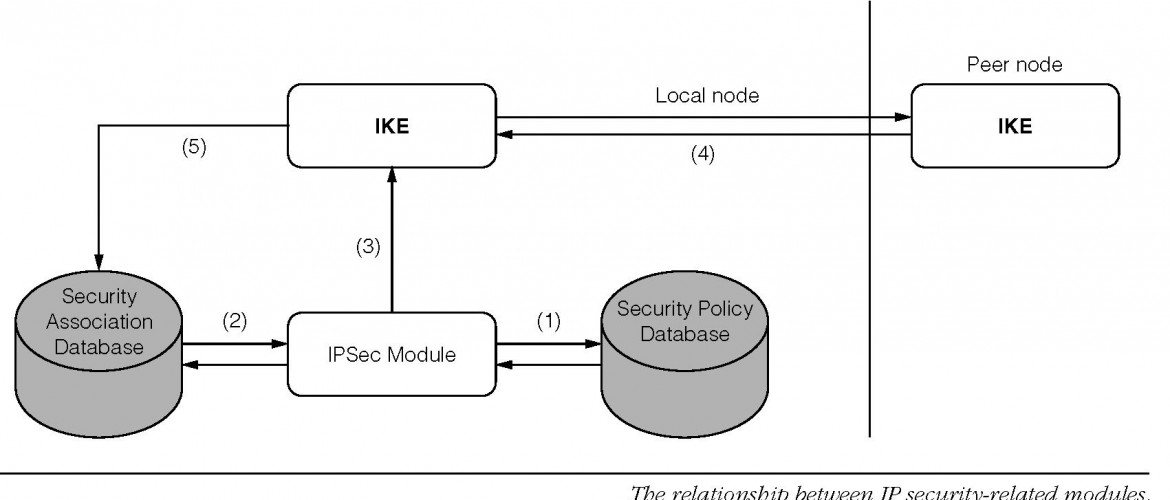 Peer node
Local node
IKE
IKE
(5)
(4)
(3)
Security
Association
Database
(2)
(1)
Security Policy
Database
IPSec Module
The relationship between IP security-related modules.